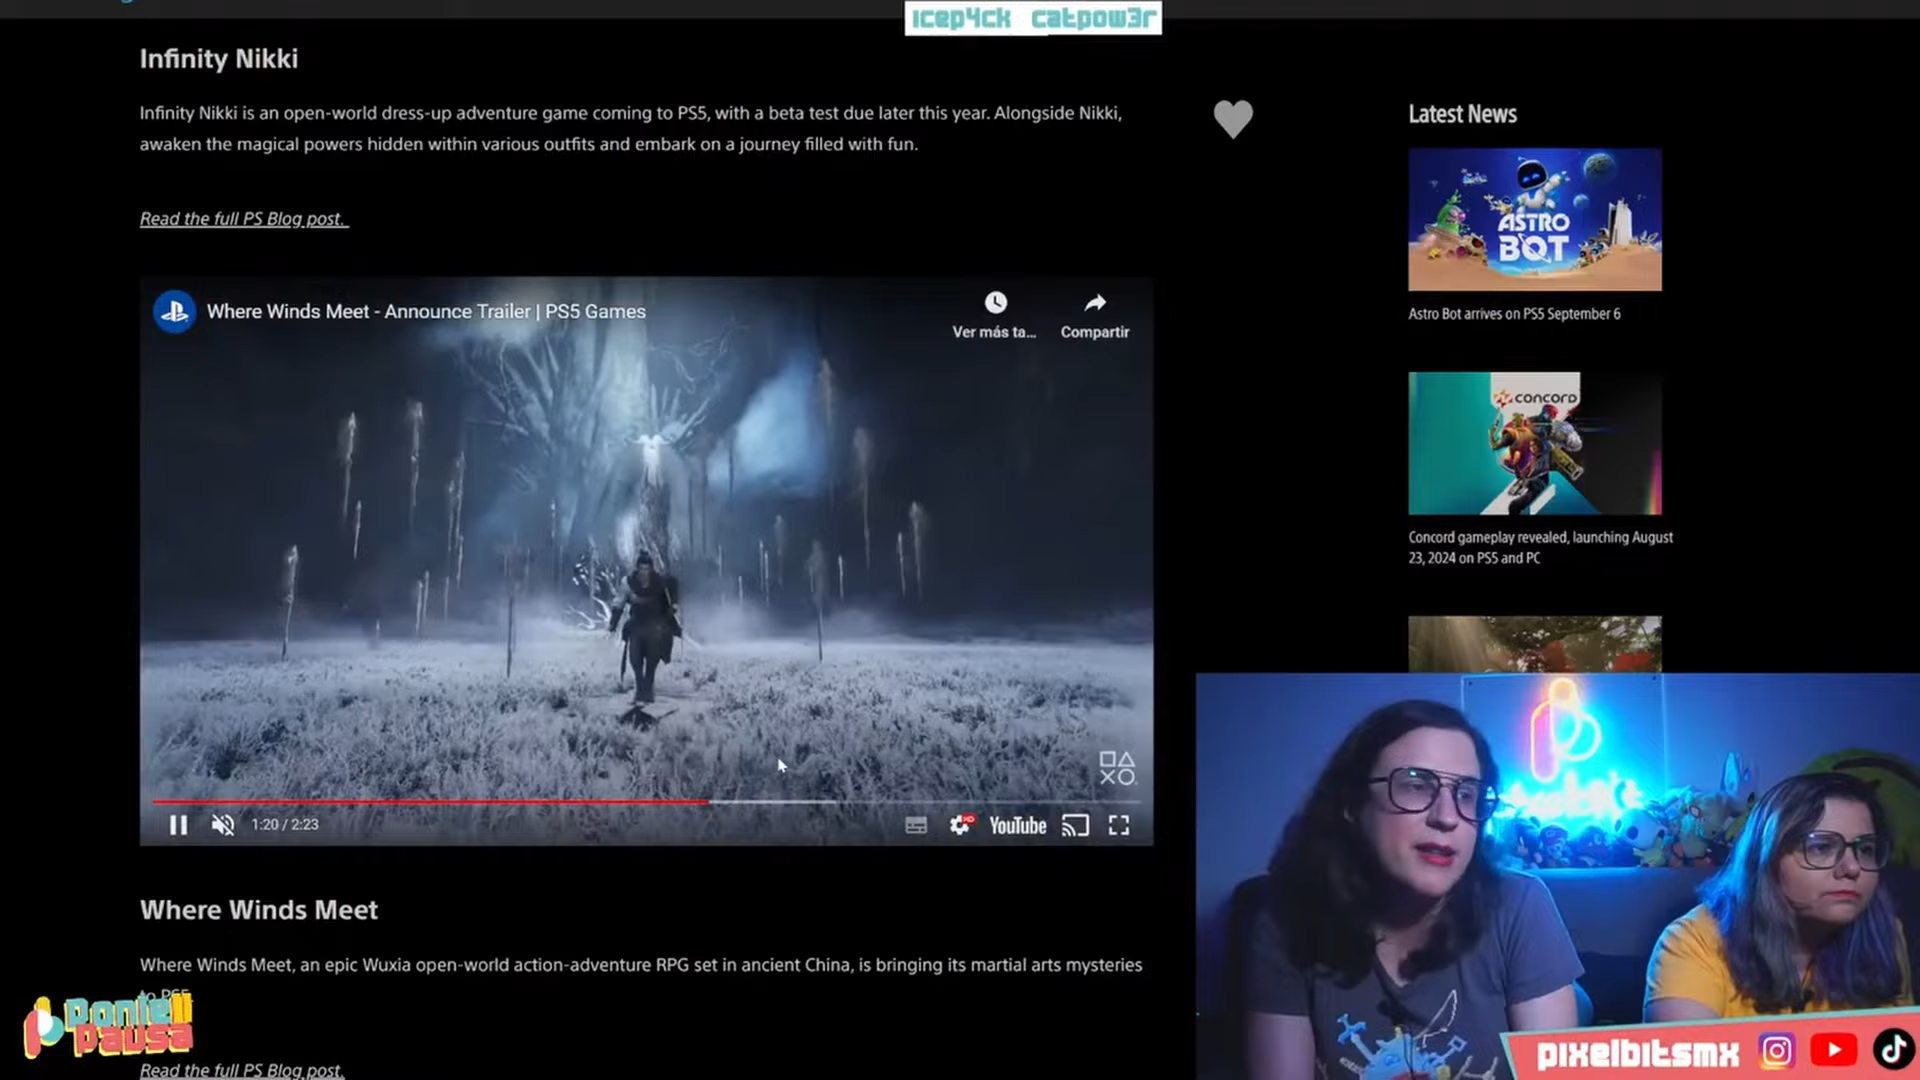 icep4ck catpow3r
Infinity Nikki
Infinity Nikki is an open-world dress-up adventure game coming to PS5, with a beta test due later this year. Alongside Nikki,
awaken the magical powers hidden within various outfits and embark on a journey filled with fun.
Read the full PS Blog post.
Where Winds Meet - Announce Trailer | PS5 Games
Ver más ta...
Compartir
1:20 / 2:23
HD
YouTube
Where Winds Meet
Where Winds Meet, an epic Wuxia open-world action-adventure RPG set in ancient China, is bringing its martial arts mysteries
to PS5.
Read the full PS Blog post.
Latest News
ASTRO
BOT
Astro Bot arrives on PS5 September 6
CONCORD
Concord gameplay revealed, launching August
23, 2024 on PS5 and PC
Ponle
Pausa
pixelbitsmx